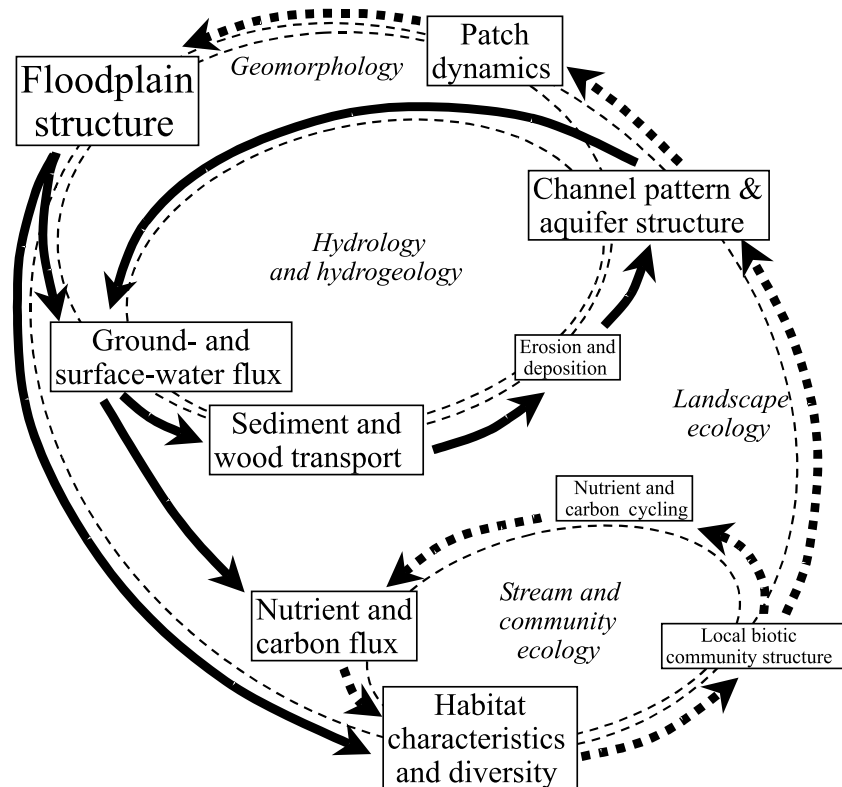 Patch
dynamics
Geomorphology
Floodplain
structure
Channel pattern &
aquifer structure
Hydrology
and hydrogeology
Ground- and
surface-water flux
Erosion and
deposition
Sediment and
wood transport
Landscape
ecology
Nutrient and
carbon cycling
Nutrient and
carbon flux
Stream and
community
ecology
Local biotic
community structure
Habitat
characteristics
and diversity